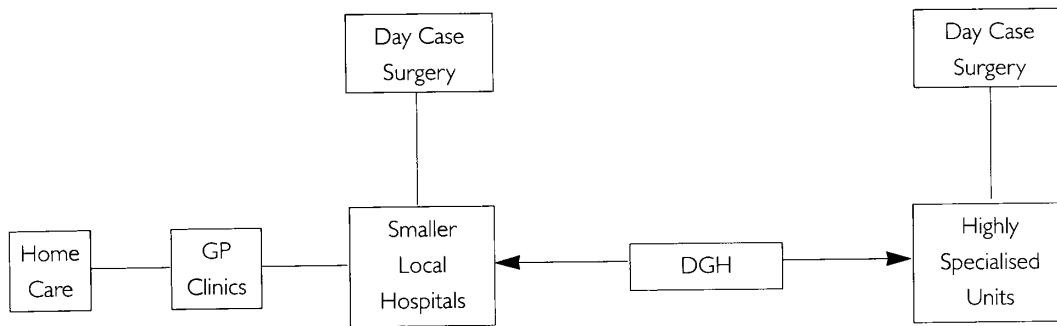 Day Case
Surgery
Day Case
Surgery
Home
Care
GP
Clinics
Smaller
Local
Hospitals
DGH
Highly
Specialised
Units